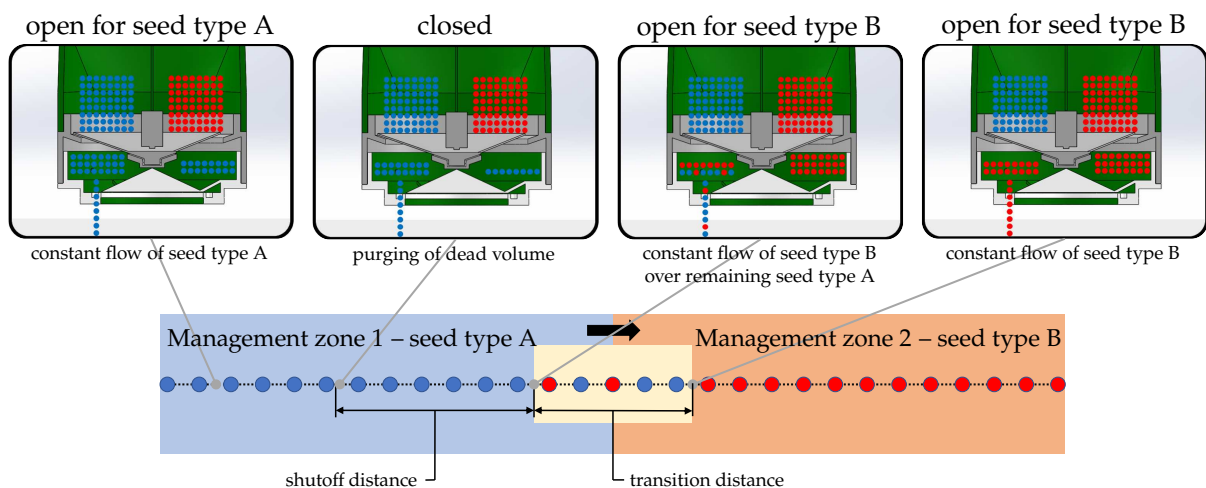 open for seed type A
closed
open for seed type B
open for seed type B
constant flow of seed type A
purging of dead volume
constant flow of seed type B
over remaining seed type A
constant flow of seed type B
Management zone 1 – seed type A
Management zone 2 – seed type B
shutoff distance
transition distance